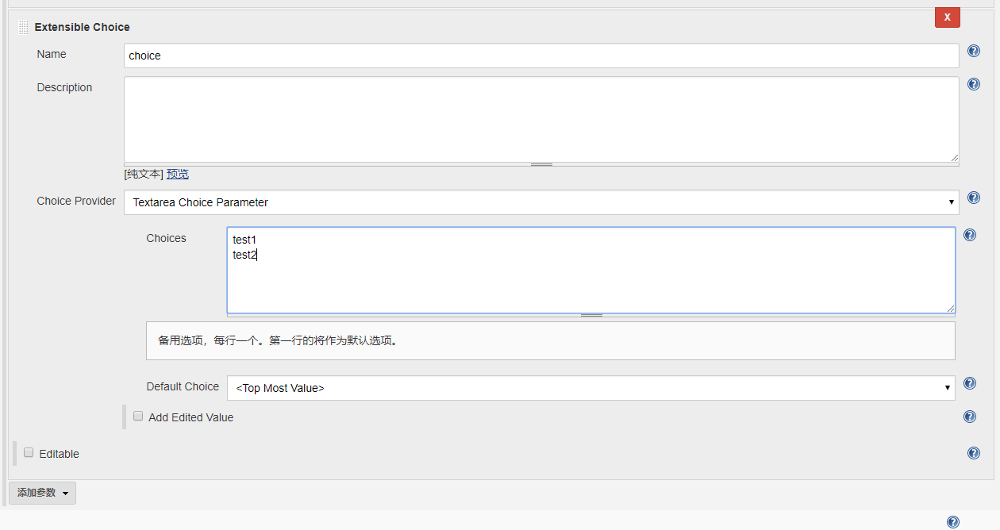 Extensible Choice
X
Name
choice
Description
[纯文本] 预览
Choice Provider
Textarea Choice Parameter
Choices
test1
test2
备用选项，每行一个。第一行的将作为默认选项。
Default Choice
<Top Most Value>
Add Edited Value
Editable
添加参数